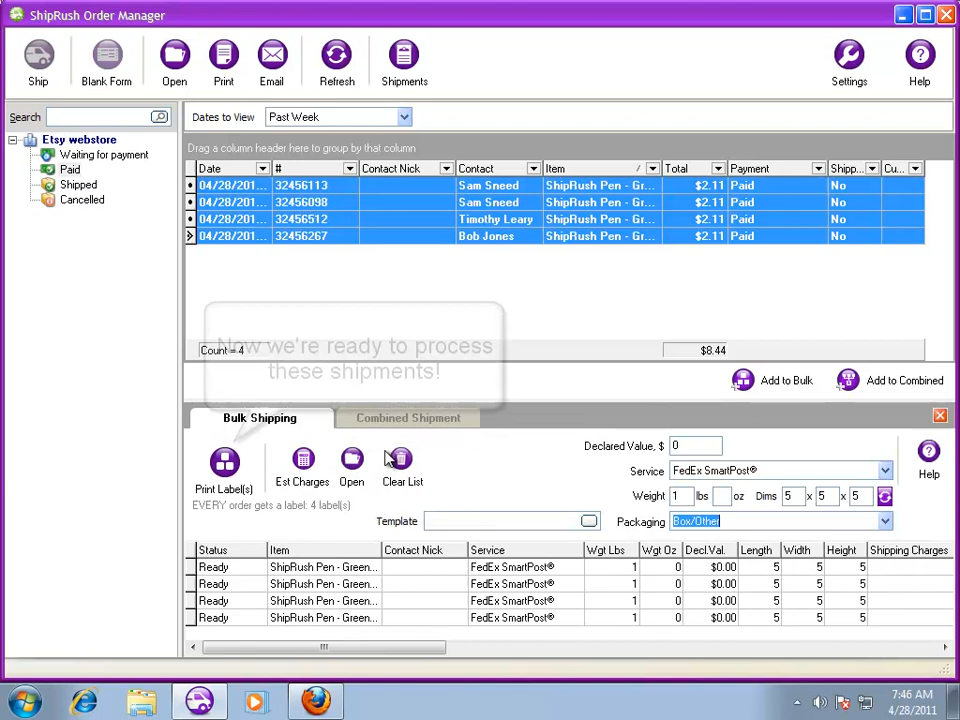 ShipRush Order Manager
Ship Blank Form Open Print Email Refresh Shipments Settings Help
Search Dates to View Past Week
Etsy webstore
Waiting for payment
Paid
Shipped
Cancelled
Drag a column header here to group by that column
Date # Contact Nick Contact Item / Total Payment Shipp... Cu...
04/28/201... 32456113 Sam Sneed ShipRush Pen - Gr... $2.11 Paid No
04/28/201... 32456098 Sam Sneed ShipRush Pen - Gr... $2.11 Paid No
04/28/201... 32456512 Timothy Leary ShipRush Pen - Gr... $2.11 Paid No
04/28/201... 32456267 Bob Jones ShipRush Pen - Gr... $2.11 Paid No
Count = 4 $8.44
Now we're ready to process
these shipments!
Add to Bulk Add to Combined
Bulk Shipping Combined Shipment
Print Label(s) Est Charges Open Clear List
EVERY order gets a label: 4 label(s)
Template
Declared Value, $ 0
Service FedEx SmartPost®
Weight 1 lbs oz Dims 5 x 5 x 5
Packaging Box/Other
Help
Status Item Contact Nick Service Wgt Lbs Wgt Oz Decl.Val. Length Width Height Shipping Charges
Ready ShipRush Pen - Green... FedEx SmartPost® 1 0 $0.00 5 5 5
Ready ShipRush Pen - Green... FedEx SmartPost® 1 0 $0.00 5 5 5
Ready ShipRush Pen - Green... FedEx SmartPost® 1 0 $0.00 5 5 5
Ready ShipRush Pen - Green... FedEx SmartPost® 1 0 $0.00 5 5 5
7:46 AM
4/28/2011